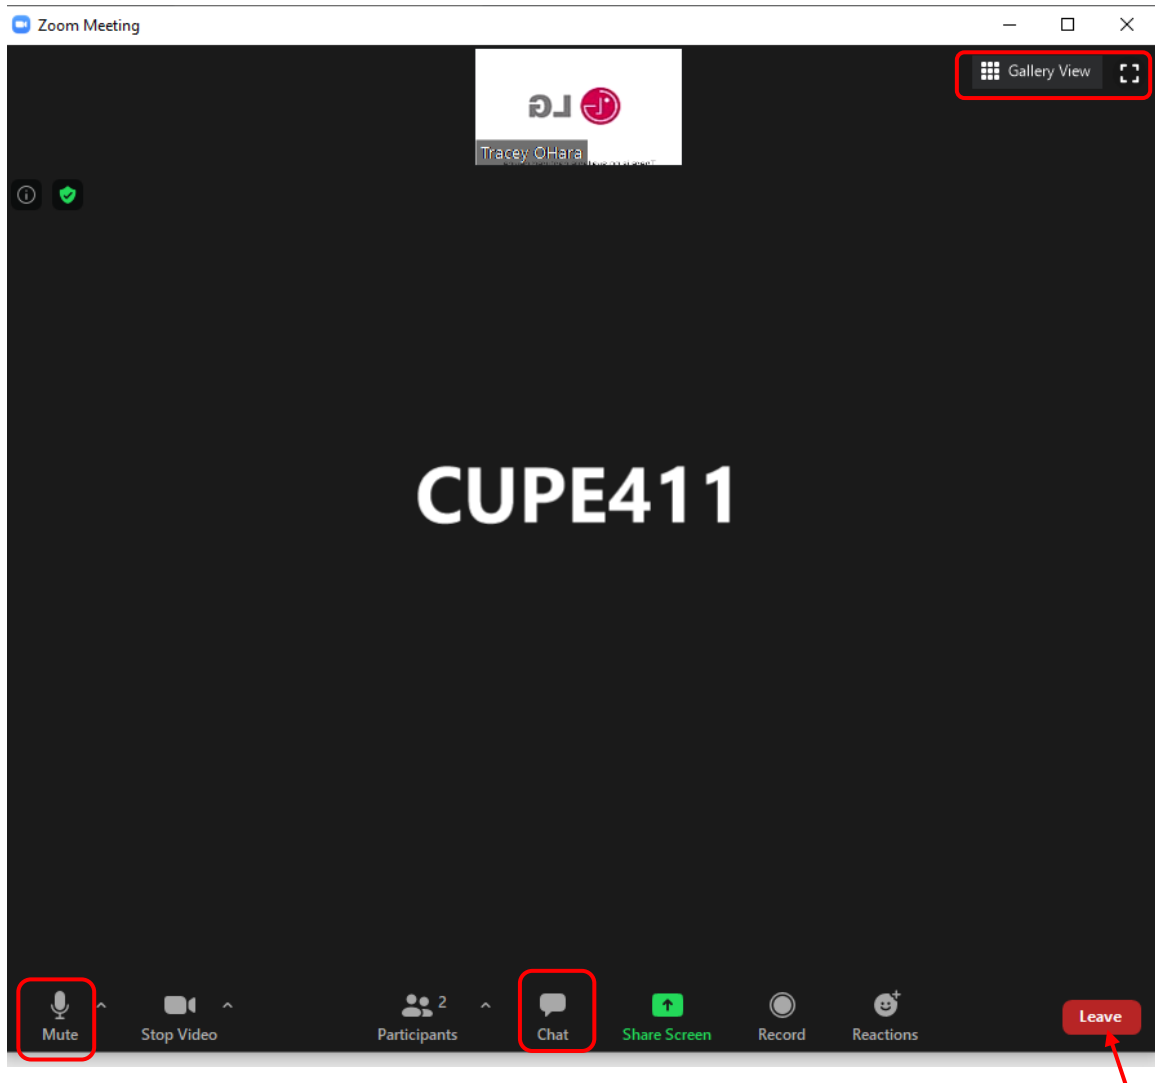 Zoom Meeting
Gallery View
LG
Tracey OHara
CUPE411
2
Mute
Stop Video
Participants
Chat
Share Screen
Record
Reactions
Leave